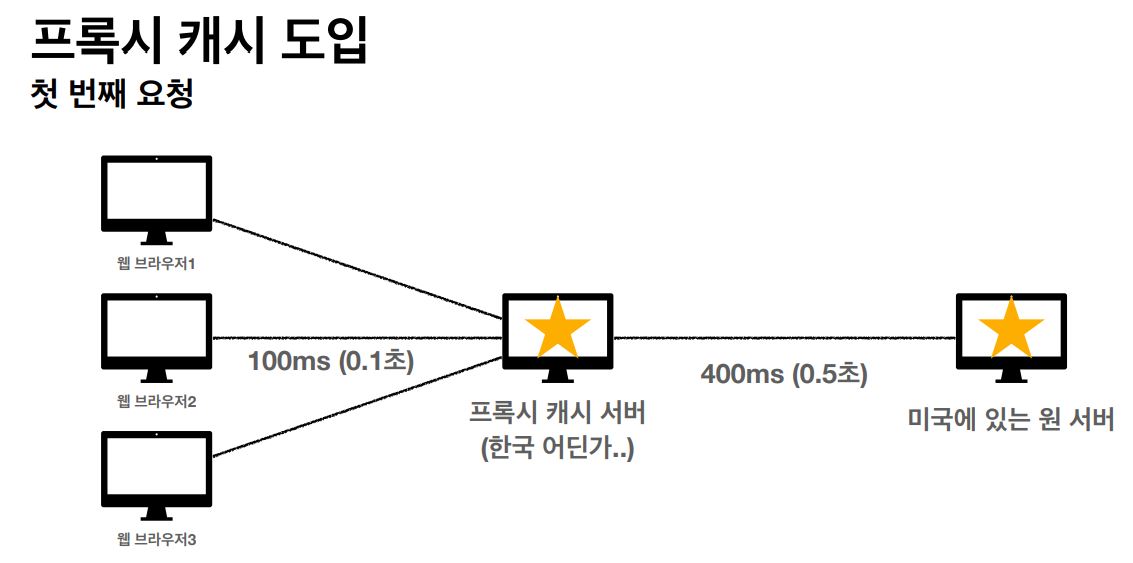 프록시 캐시 도입
첫 번째 요청
웹 브라우저1
웹 브라우저2
웹 브라우저3
100ms (0.1초)
프록시 캐시 서버
(한국 어딘가..)
400ms (0.5초)
미국에 있는 원 서버